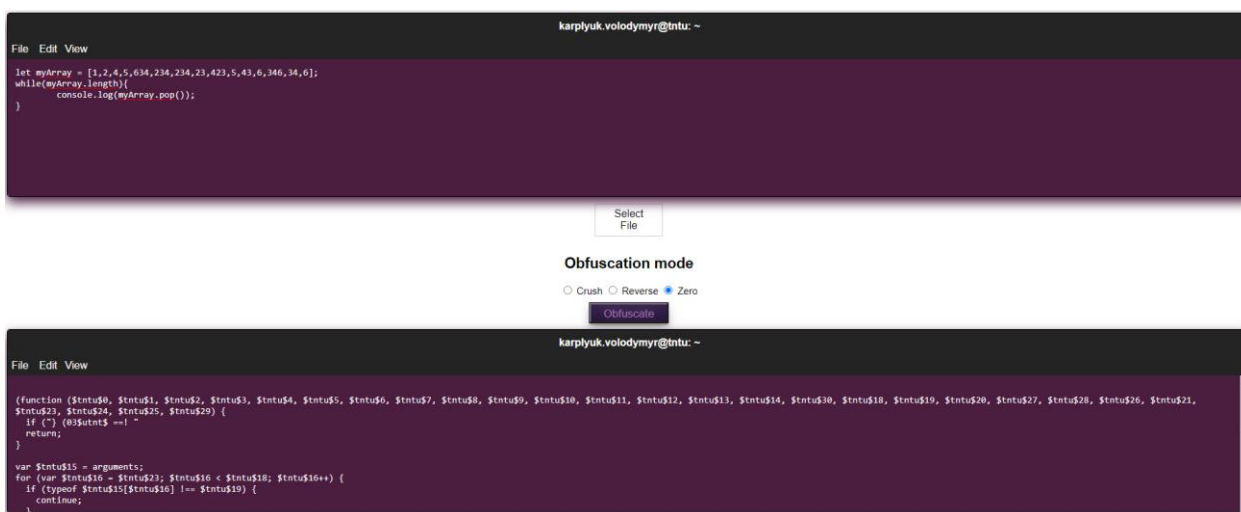 karplyuk.volodymyr@tntu: ~
File Edit View
let myArray = [1,2,4,5,634,234,234,23,423,5,43,6,346,34,6];
while(myArray.length){
console.log(myArray.pop());
}
Select
File
Obfuscation mode
Crush Reverse Zero
Obfuscate
karplyuk.volodymyr@tntu: ~
File Edit View
(function ($tntu$0, $tntu$1, $tntu$2, $tntu$3, $tntu$4, $tntu$5, $tntu$6, $tntu$7, $tntu$8, $tntu$9, $tntu$10, $tntu$11, $tntu$12, $tntu$13, $tntu$14, $tntu$30, $tntu$18, $tntu$19, $tntu$20, $tntu$27, $tntu$28, $tntu$26, $tntu$21,
$tntu$23, $tntu$24, $tntu$25, $tntu$29) {
if ("} (03$utnt$ ==! "
return;
}
var $tntu$15 = arguments;
for (var $tntu$16 = $tntu$23; $tntu$16 < $tntu$18; $tntu$16++) {
if (typeof $tntu$15[$tntu$16] !== $tntu$19) {
continue;
}